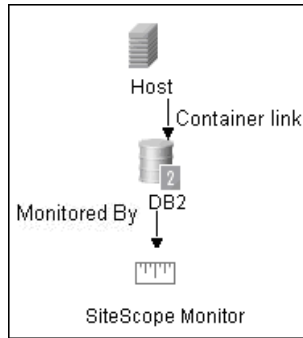 Host
Container link
2
DB2
Monitored By
SiteScope Monitor